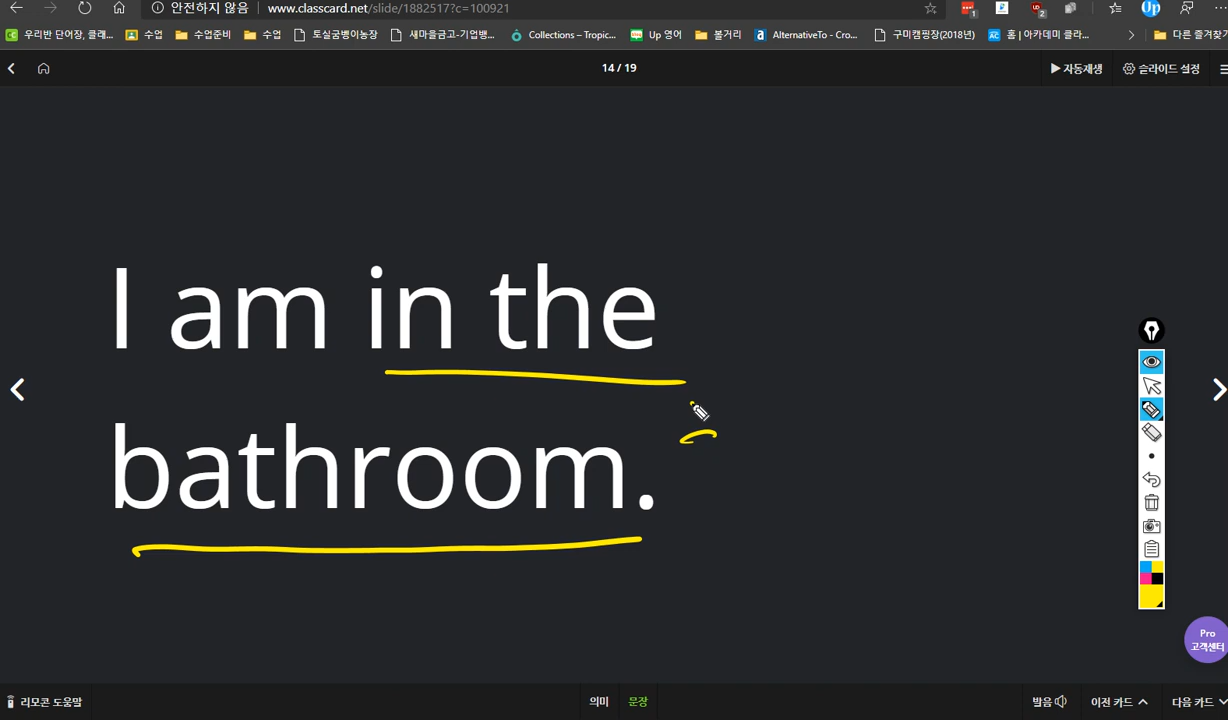 안전하지 않음 www.classcard.net/slide/1882517?c=100921
우리반 단어장, 클래... 수업 수업준비 수업 토실굼벵이농장 새마을금고-기업뱅... Collections – Tropic... Up 영어 볼거리 AlternativeTo - Cro... 구미캠핑장(2018년) 홈 | 아카데미 클라... 다른 즐겨찾기
14 / 19 자동재생 슬라이드 설정
I am in the
bathroom.
Pro
고객센터
리모콘 도움말 의미 문장 발음 이전 카드 다음 카드